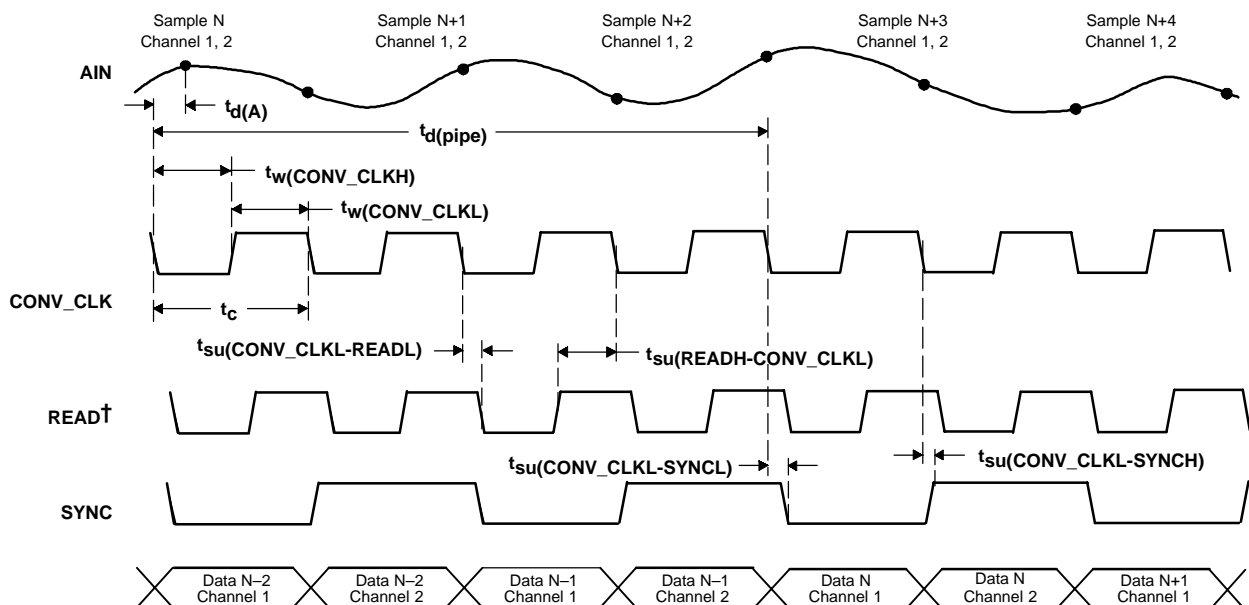 Sample N
Channel 1, 2
Sample N+1
Channel 1, 2
Sample N+2
Channel 1, 2
Sample N+3
Channel 1, 2
Sample N+4
Channel 1, 2
AIN
td(A)
td(pipe)
tw(CONV_CLKH)
tw(CONV_CLKL)
CONV_CLK
tc
tsu(CONV_CLKL-READL)
tsu(READH-CONV_CLKL)
READ†
tsu(CONV_CLKL-SYNCL)
tsu(CONV_CLKL-SYNCH)
SYNC
Data N–2
Channel 1
Data N–2
Channel 2
Data N–1
Channel 1
Data N–1
Channel 2
Data N
Channel 1
Data N
Channel 2
Data N+1
Channel 1